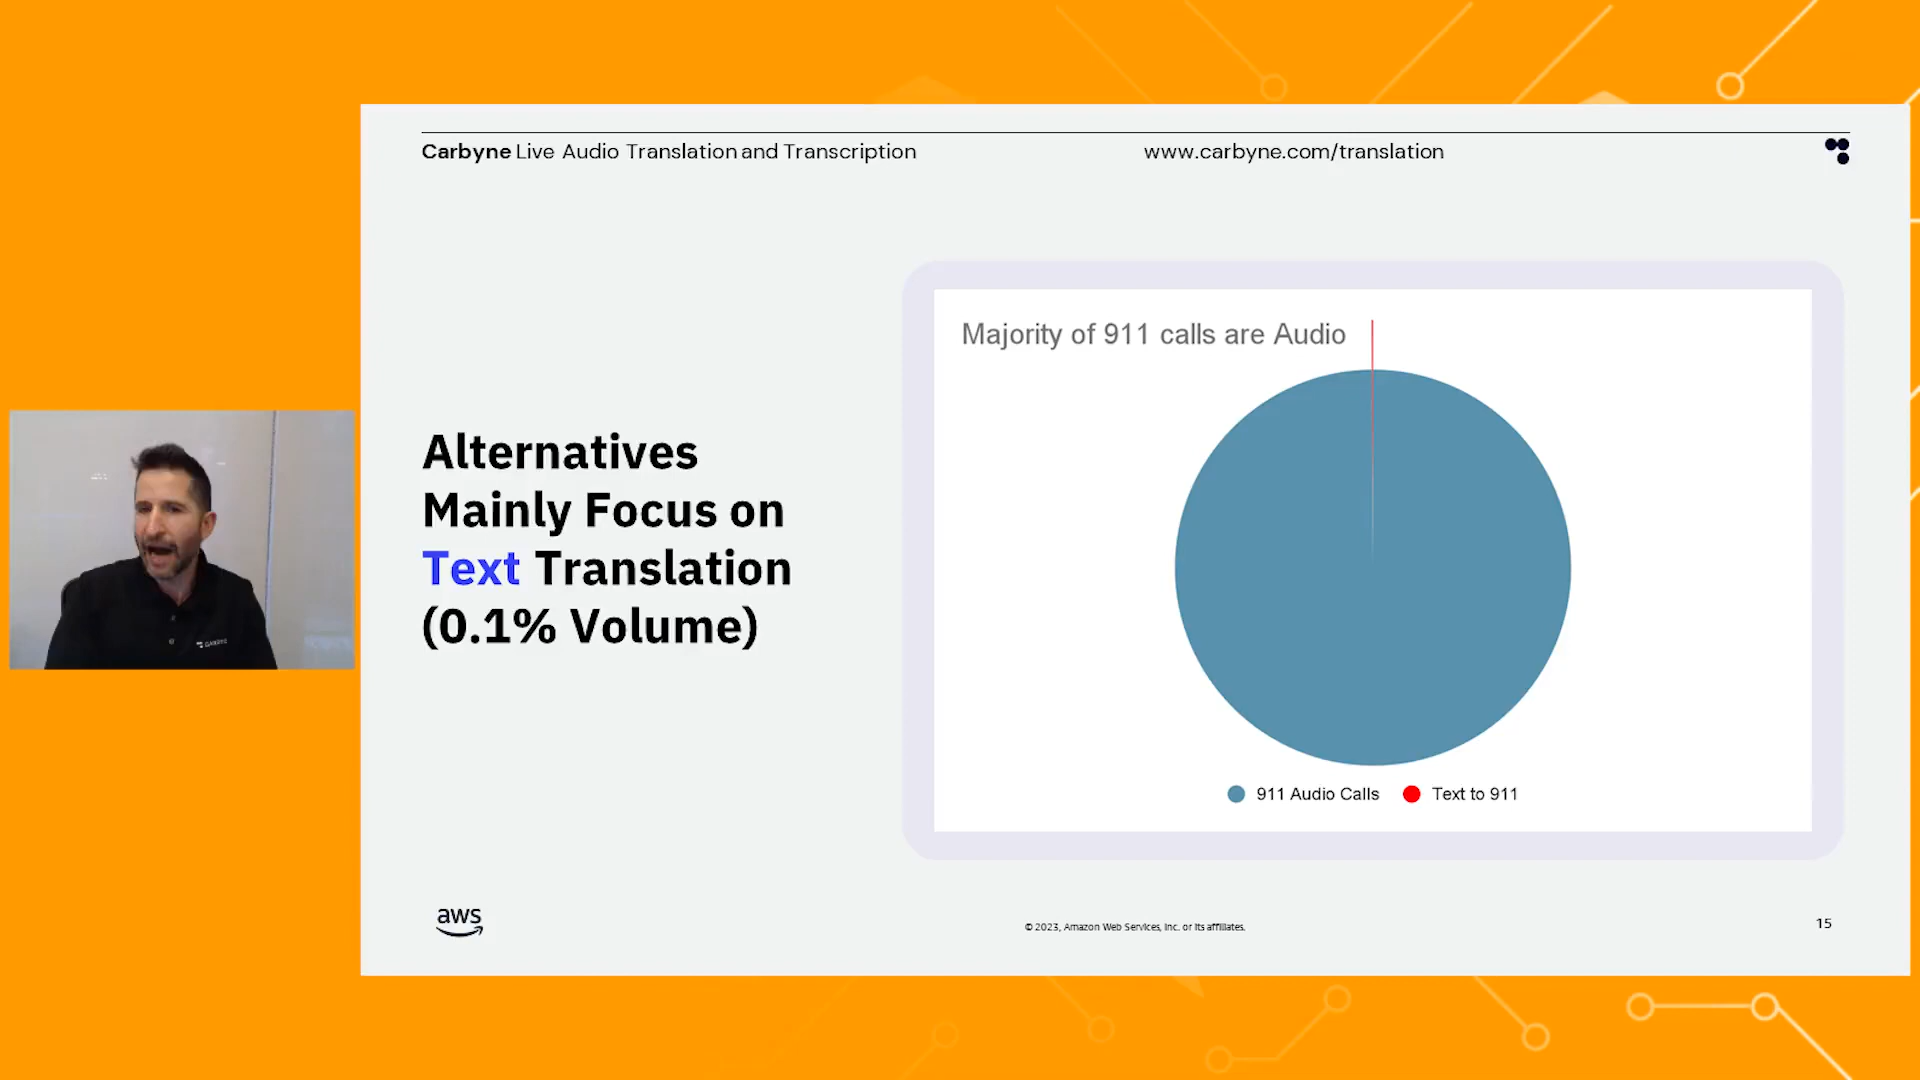 Carbyne Live Audio Translation and Transcription
www.carbyne.com/translation
Alternatives
Mainly Focus on
Text Translation
(0.1% Volume)
Majority of 911 calls are Audio
911 Audio Calls
Text to 911
aws
© 2023, Amazon Web Services, Inc. or its affiliates.
15